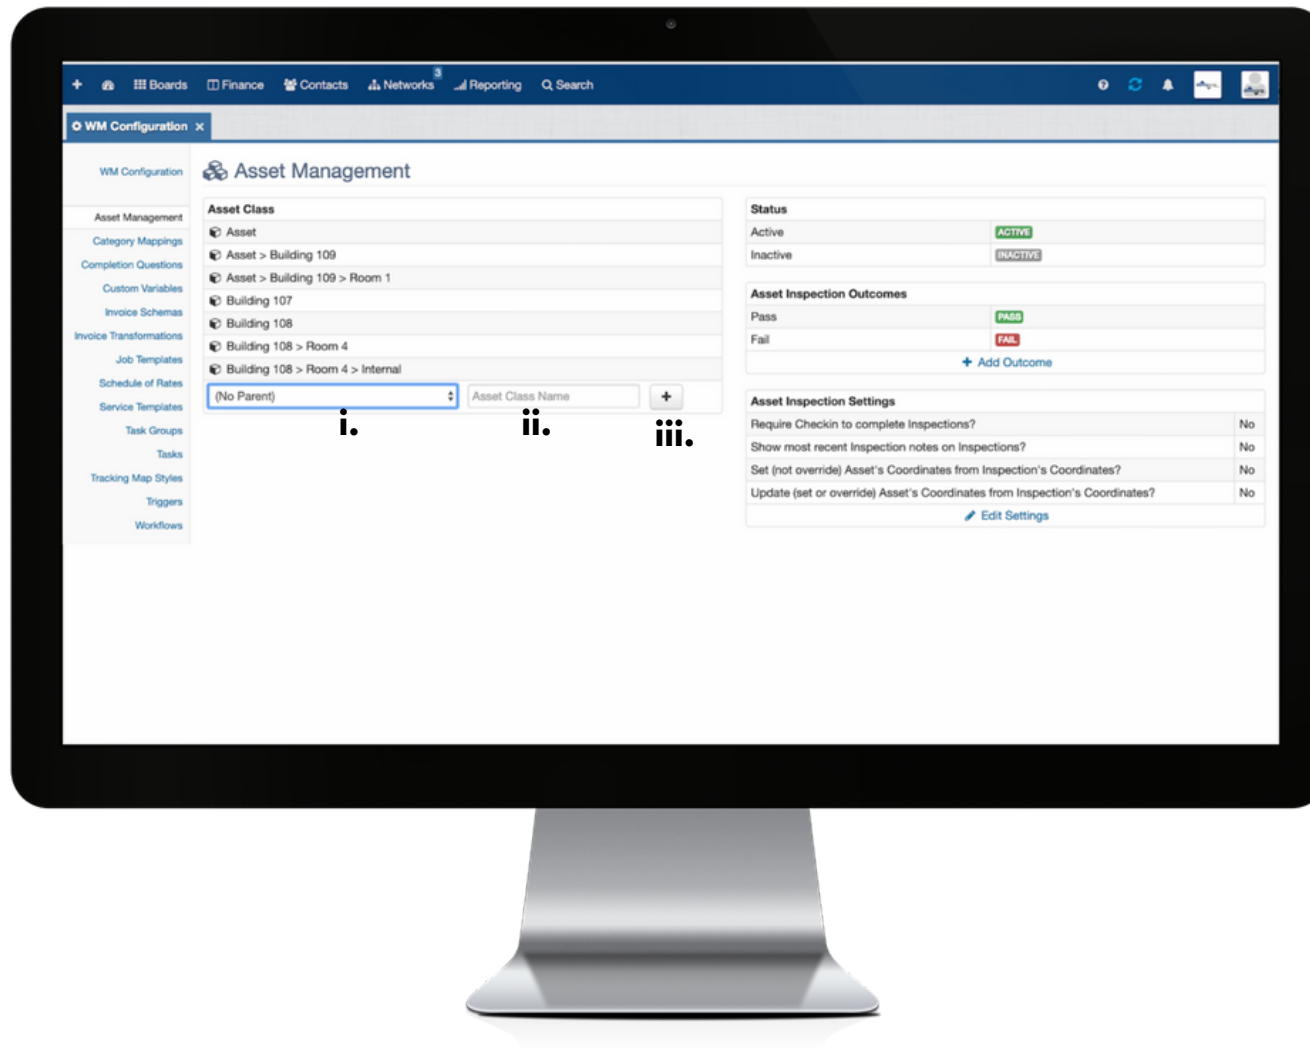 Boards Finance Contacts Networks 3 Reporting Search
WM Configuration ×
WM Configuration
Asset Management
Category Mappings
Completion Questions
Custom Variables
Invoice Schemas
Invoice Transformations
Job Templates
Schedule of Rates
Service Templates
Task Groups
Tasks
Tracking Map Styles
Triggers
Workflows
Asset Management
Asset Class
Asset
Asset > Building 109
Asset > Building 109 > Room 1
Building 107
Building 108
Building 108 > Room 4
Building 108 > Room 4 > Internal
(No Parent) Asset Class Name +
i. ii. iii.
Status
Active ACTIVE
Inactive INACTIVE
Asset Inspection Outcomes
Pass PASS
Fail FAIL
+ Add Outcome
Asset Inspection Settings
Require Checkin to complete Inspections? No
Show most recent Inspection notes on Inspections? No
Set (not override) Asset's Coordinates from Inspection's Coordinates? No
Update (set or override) Asset's Coordinates from Inspection's Coordinates? No
Edit Settings